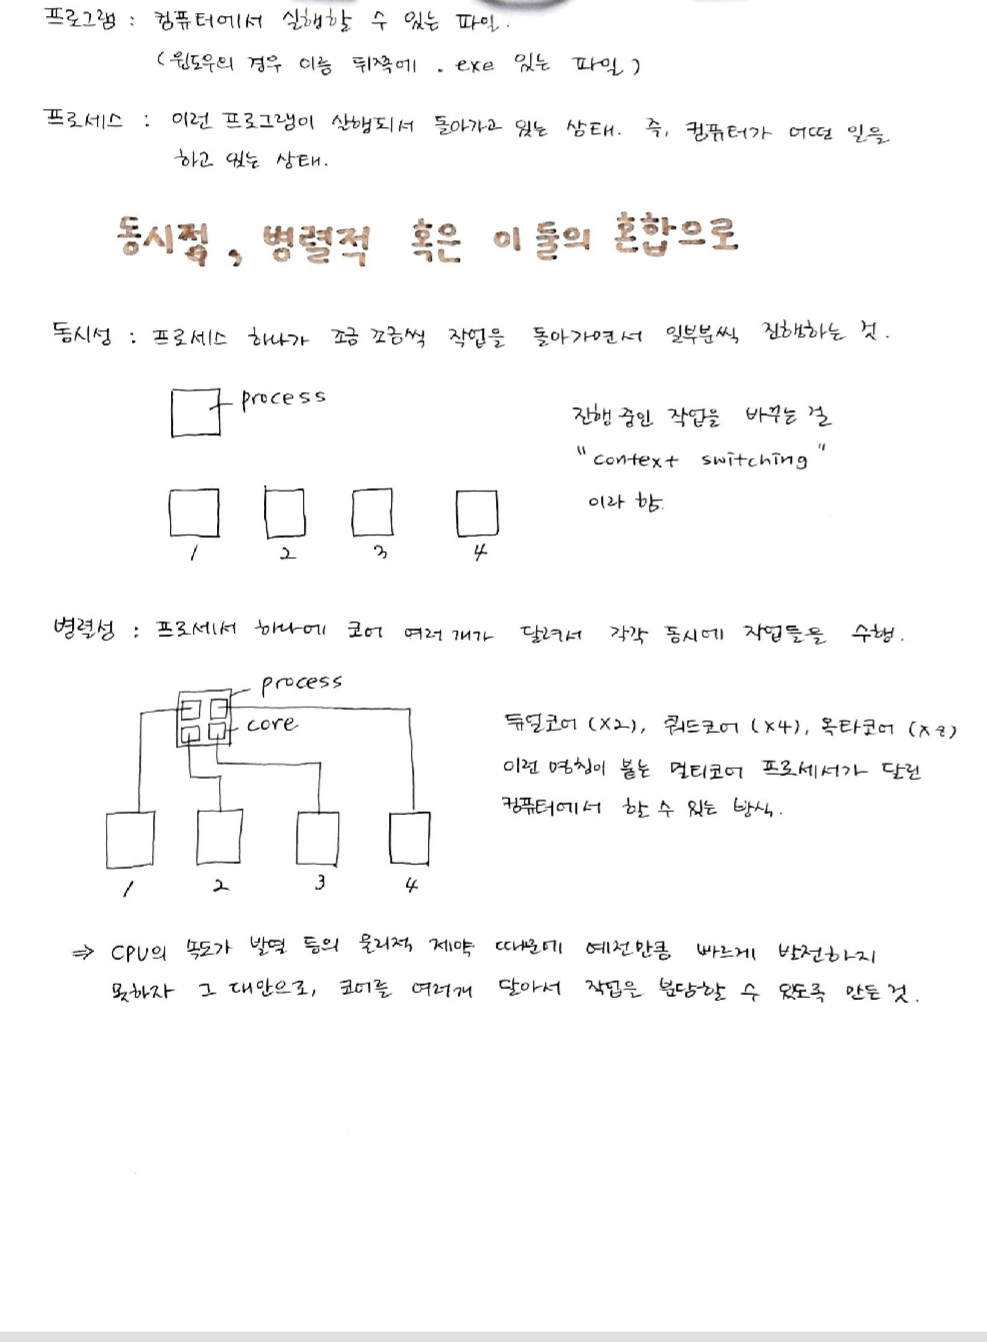 프로그램 : 컴퓨터에서 실행할 수 있는 파일.
(윈도우의 경우 이름 뒤쪽에 .exe 있는 파일)
프로세스 : 이런 프로그램이 실행되서 돌아가고 있는 상태. 즉, 컴퓨터가 어떤 일을
하고 있는 상태.
동시적, 병렬적 혹은 이 둘의 혼합으로
동시성 : 프로세스 하나가 조금 조금씩 작업을 돌아가면서 일부분씩 진행하는 것.
process
진행 중인 작업을 바꾸는 걸
"context switching"
이라 함.
1 2 3 4
병렬성 : 프로세서 하나에 코어 여러 개가 달려서 각각 동시에 작업들을 수행.
process
core
듀얼코어 (x2), 쿼드코어 (x4), 옥타코어 (x8)
이런 명칭이 붙는 멀티코어 프로세서가 달린
컴퓨터에서 할 수 있는 방식.
1 2 3 4
⇒ CPU의 속도가 발열 등의 물리적 제약 때문에 예전만큼 빠르게 발전하지
못하자 그 대안으로, 코어를 여러개 달아서 작업을 분담할 수 있도록 만든 것.